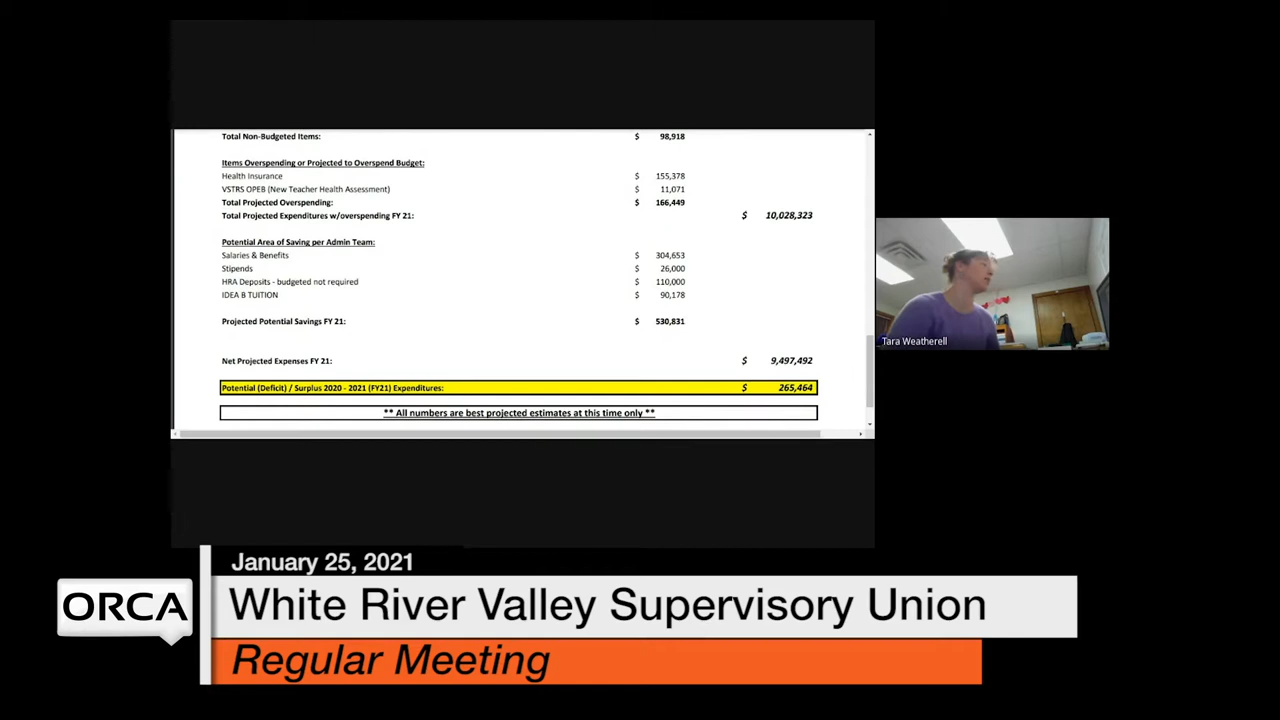 Total Non-Budgeted Items: $ 98,918
Items Overspending or Projected to Overspend Budget:
Health Insurance $ 155,378
VSTRS OPEB (New Teacher Health Assessment) $ 11,071
Total Projected Overspending: $ 166,449
Total Projected Expenditures w/overspending FY 21: $ 10,028,323
Potential Area of Saving per Admin Team:
Salaries & Benefits $ 304,653
Stipends $ 26,000
HRA Deposits - budgeted not required $ 110,000
IDEA B TUITION $ 90,178
Projected Potential Savings FY 21: $ 530,831
Net Projected Expenses FY 21: $ 9,497,492
Potential (Deficit) / Surplus 2020 - 2021 (FY21) Expenditures: $ 265,464
** All numbers are best projected estimates at this time only **
Tara Weatherell
January 25, 2021
ORCA
White River Valley Supervisory Union
Regular Meeting